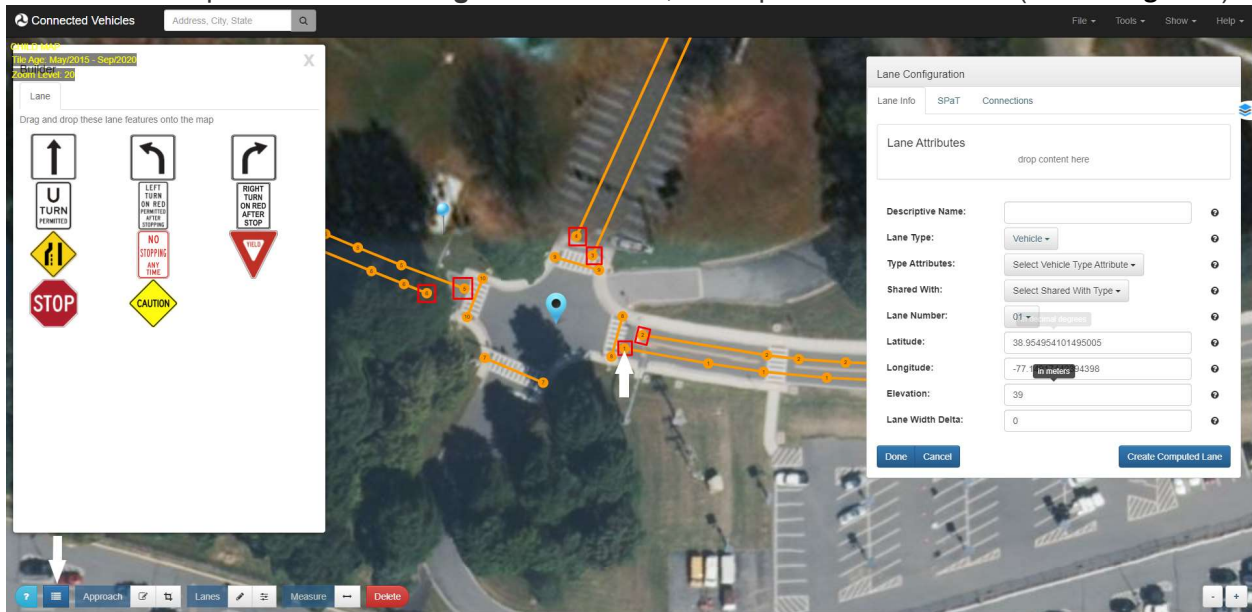 Connected Vehicles
Address, City, State
File
Tools
Show
Help
BUILD MAP
Tile Age: May/2015 - Sep/2020
Zoom Level: 20
Builder
X
Lane
Drag and drop these lane features onto the map
U
TURN
PERMITTED
LEFT
TURN
ON RED
PERMITTED
AFTER
STOPPING
RIGHT
TURN
ON RED
AFTER
STOP
NO
STOPPING
ANY
TIME
YIELD
STOP
CAUTION
Lane Configuration
Lane Info
SPaT
Connections
Lane Attributes
drop content here
Descriptive Name:
Lane Type:
Vehicle
Type Attributes:
Select Vehicle Type Attribute
Shared With:
Select Shared With Type
Lane Number:
01
Latitude:
38.954954101495005
Longitude:
in meters
Elevation:
39
Lane Width Delta:
0
Done
Cancel
Create Computed Lane
?
Approach
Lanes
Measure
Delete
-
+